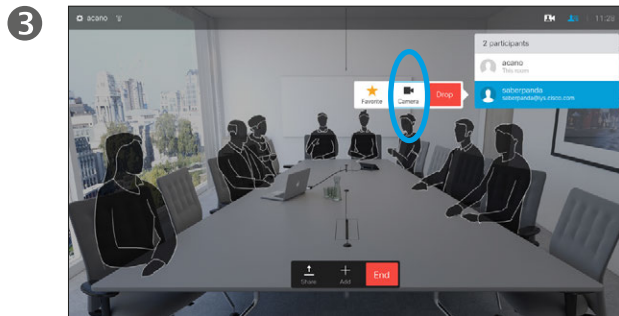 3
acano
11:28
2 participants
acano
This room
saberpanda
saberpanda@ys.cisco.com
Favorite
Camera
Drop
Share
Add
End